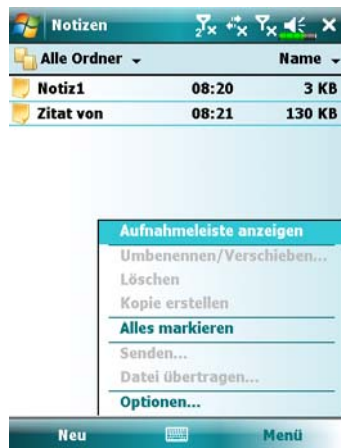 Notizen
Alle Ordner Name
Notiz1 08:20 3 KB
Zitat von 08:21 130 KB
Aufnahmeleiste anzeigen
Umbenennen/Verschieben...
Löschen
Kopie erstellen
Alles markieren
Senden...
Datei übertragen...
Optionen...
Neu Menü